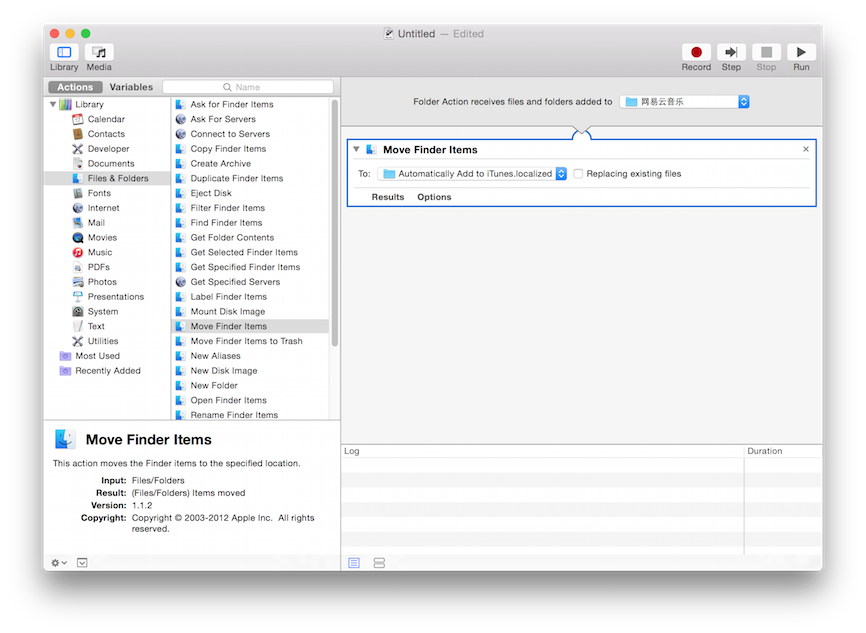 Untitled — Edited
Library
Media
Record
Step
Stop
Run
Actions
Variables
Name
Library
Calendar
Contacts
Developer
Documents
Files & Folders
Fonts
Internet
Mail
Movies
Music
PDFs
Photos
Presentations
System
Text
Utilities
Most Used
Recently Added
Ask for Finder Items
Ask For Servers
Connect to Servers
Copy Finder Items
Create Archive
Duplicate Finder Items
Eject Disk
Filter Finder Items
Find Finder Items
Get Folder Contents
Get Selected Finder Items
Get Specified Finder Items
Get Specified Servers
Label Finder Items
Mount Disk Image
Move Finder Items
Move Finder Items to Trash
New Aliases
New Disk Image
New Folder
Open Finder Items
Rename Finder Items
Move Finder Items
This action moves the Finder items to the specified location.
Input: Files/Folders
Result: (Files/Folders) Items moved
Version: 1.1.2
Copyright: Copyright © 2003-2012 Apple Inc. All rights
reserved.
Folder Action receives files and folders added to 网易云音乐
Move Finder Items
To: Automatically Add to iTunes.localized Replacing existing files
Results Options
Log Duration